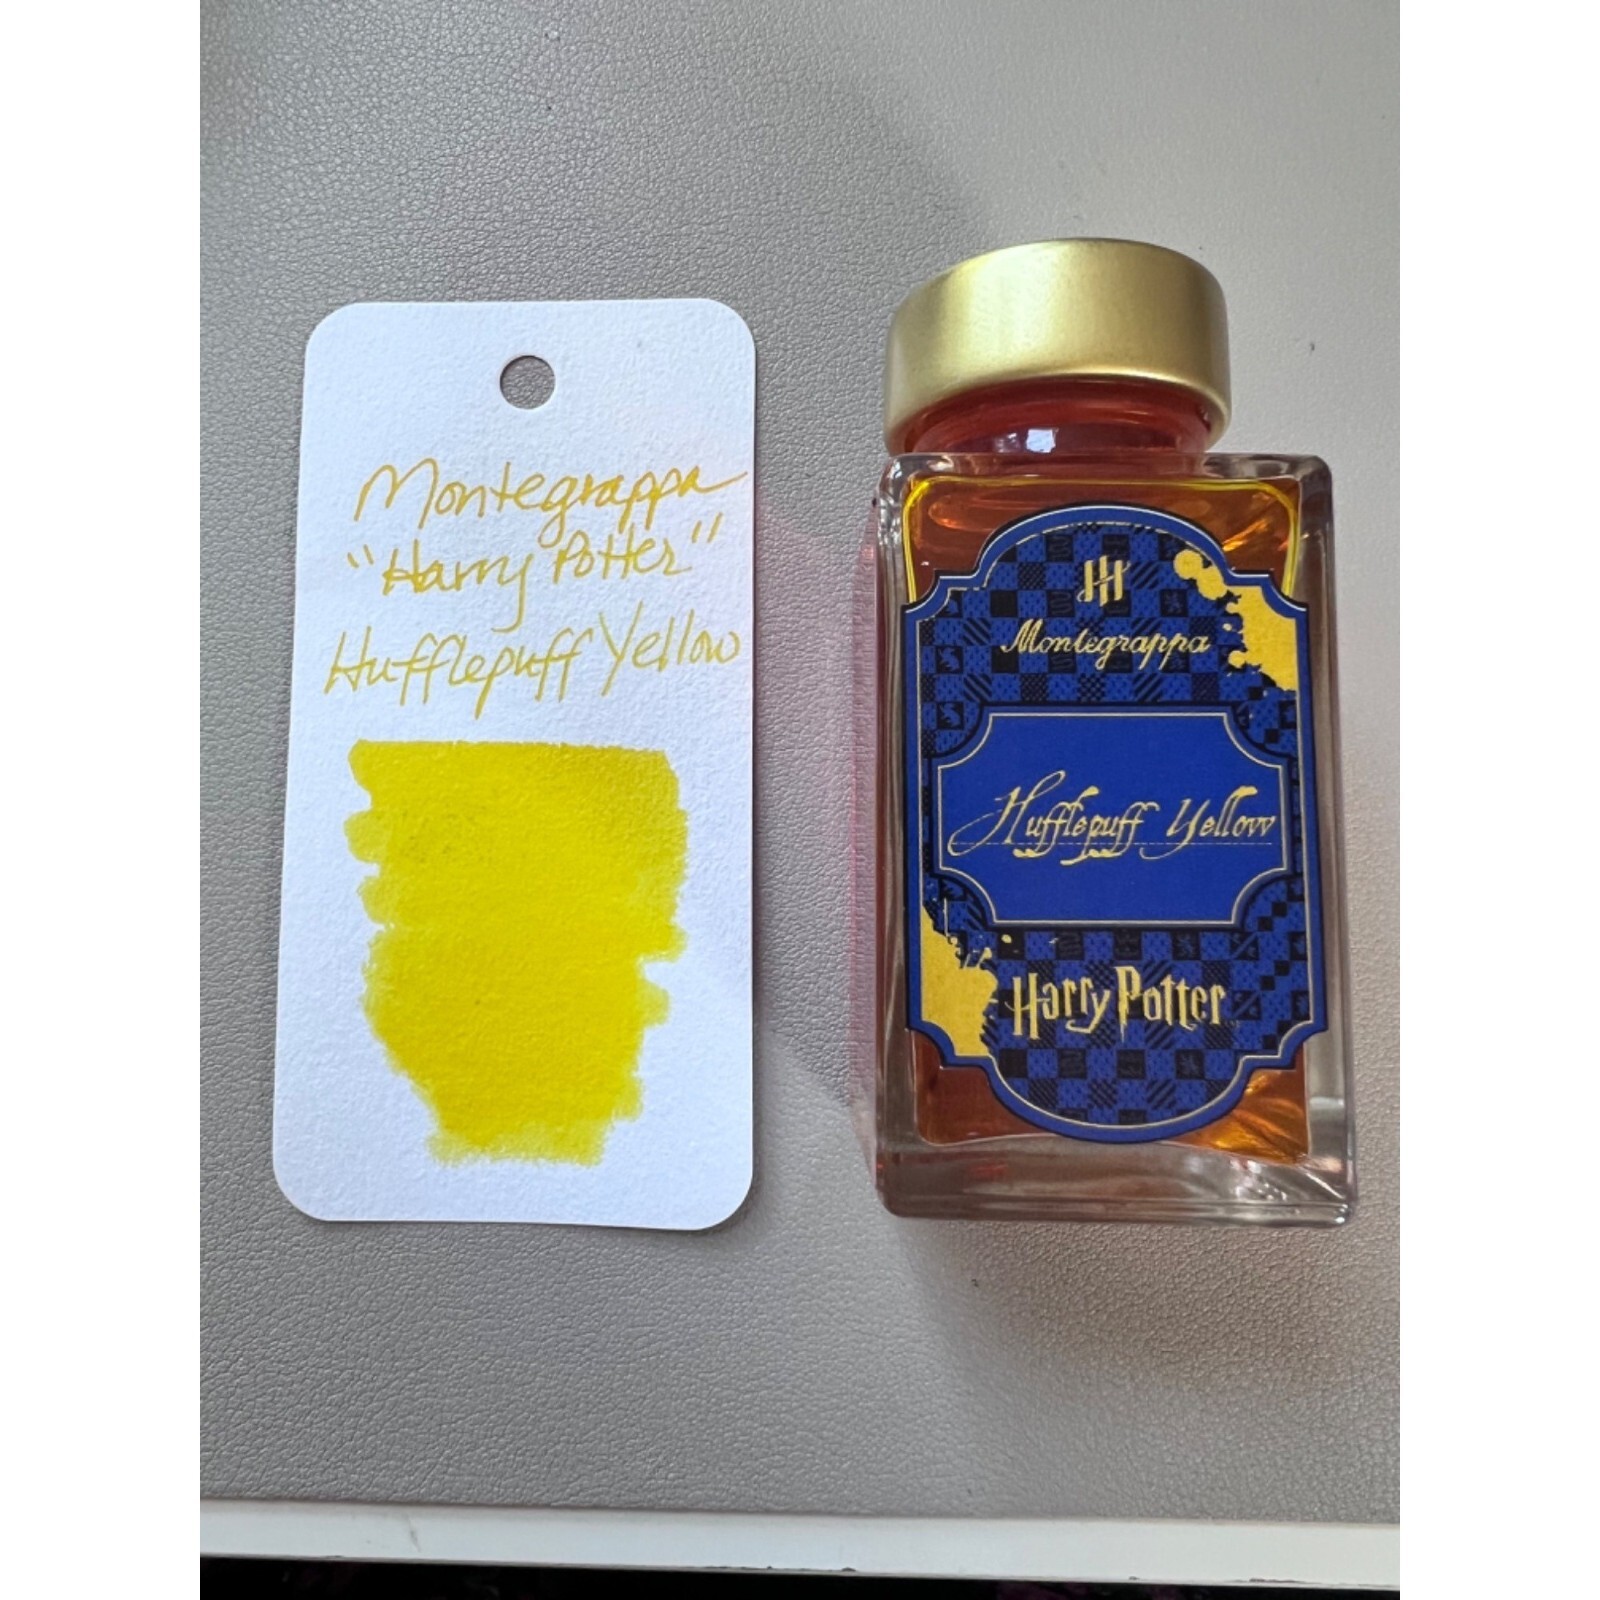 Montegrappa
"Harry Potter"
Hufflepuff Yellow
Montegrappa
Hufflepuff Yellow
Harry Potter